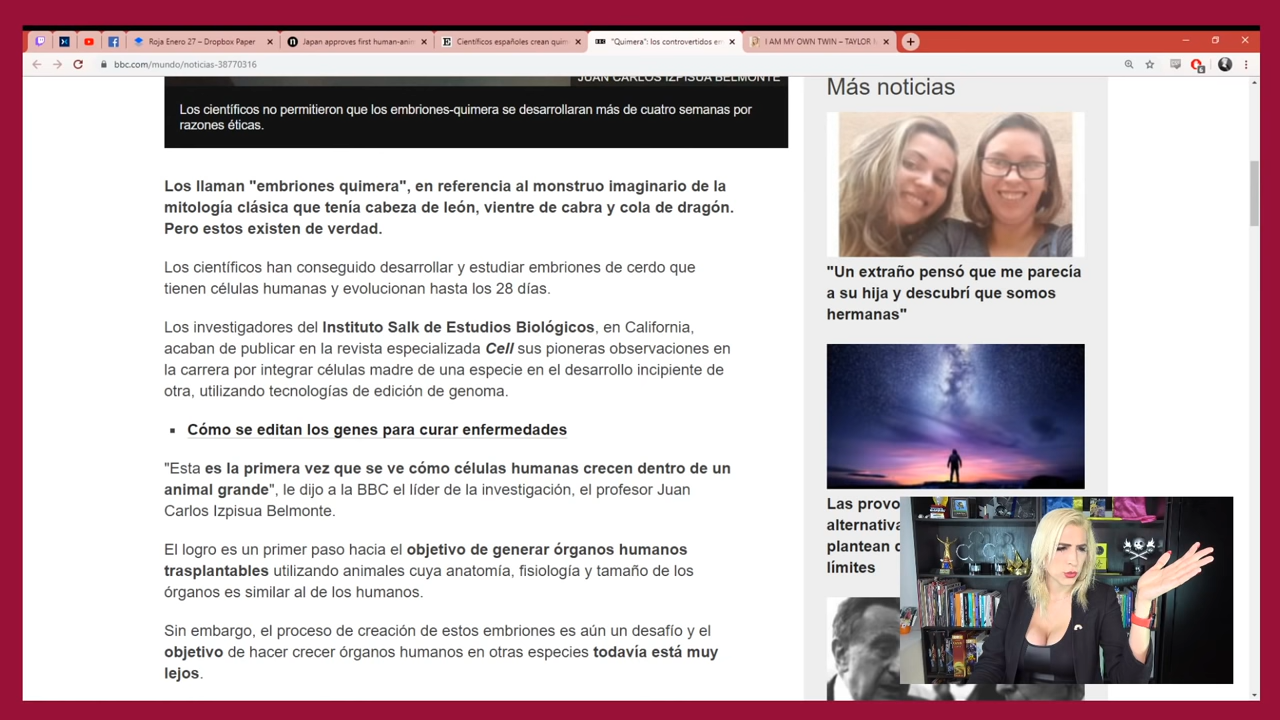 Roja Enero 27 – Dropbox Paper
Japan approves first human-anim
Científicos españoles crean quim
"Quimera": los controvertidos em
I AM MY OWN TWIN – TAYLOR M
bbc.com/mundo/noticias-38770316
JUAN CARLOS IZPISUA BELMONTE
Los científicos no permitieron que los embriones-quimera se desarrollaran más de cuatro semanas por
razones éticas.
Los llaman "embriones quimera", en referencia al monstruo imaginario de la
mitología clásica que tenía cabeza de león, vientre de cabra y cola de dragón.
Pero estos existen de verdad.
Los científicos han conseguido desarrollar y estudiar embriones de cerdo que
tienen células humanas y evolucionan hasta los 28 días.
Los investigadores del Instituto Salk de Estudios Biológicos, en California,
acaban de publicar en la revista especializada Cell sus pioneras observaciones en
la carrera por integrar células madre de una especie en el desarrollo incipiente de
otra, utilizando tecnologías de edición de genoma.
▪ Cómo se editan los genes para curar enfermedades
"Esta es la primera vez que se ve cómo células humanas crecen dentro de un
animal grande", le dijo a la BBC el líder de la investigación, el profesor Juan
Carlos Izpisua Belmonte.
El logro es un primer paso hacia el objetivo de generar órganos humanos
trasplantables utilizando animales cuya anatomía, fisiología y tamaño de los
órganos es similar al de los humanos.
Sin embargo, el proceso de creación de estos embriones es aún un desafío y el
objetivo de hacer crecer órganos humanos en otras especies todavía está muy
lejos.
Más noticias
"Un extraño pensó que me parecía
a su hija y descubrí que somos
hermanas"
Las provo
alternativa
plantean d
límites